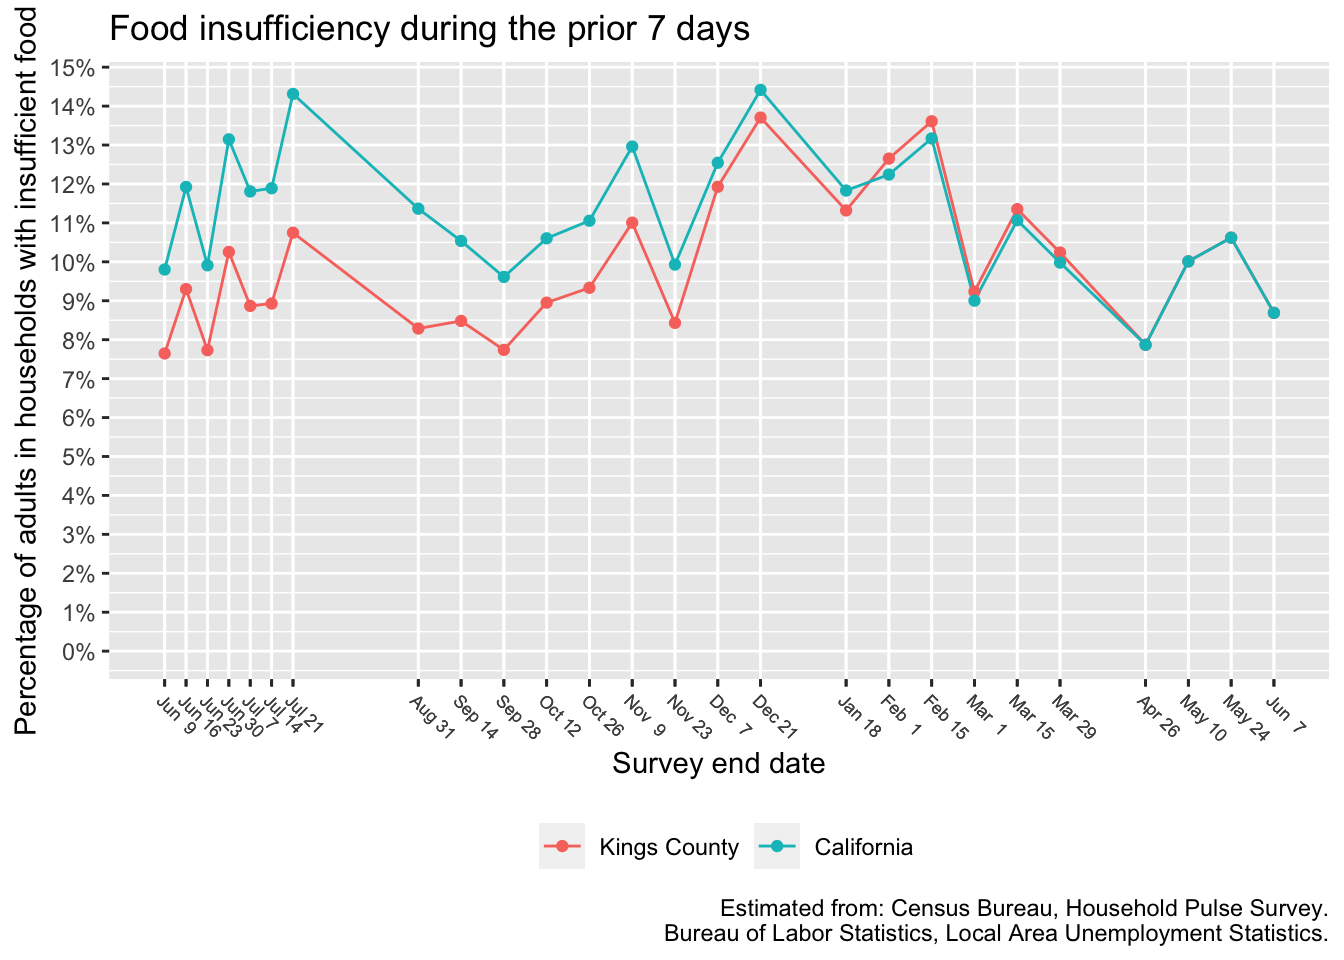 Food insufficiency during the prior 7 days
Percentage of adults in households with insufficient food
15%
14%
13%
12%
11%
10%
9%
8%
7%
6%
5%
4%
3%
2%
1%
0%
Jun 9
Jun 16
Jun 23
Jun 30
Jul 7
Jul 14
Jul 21
Aug 31
Sep 14
Sep 28
Oct 12
Oct 26
Nov 9
Nov 23
Dec 7
Dec 21
Jan 18
Feb 1
Feb 15
Mar 1
Mar 15
Mar 29
Apr 26
May 10
May 24
Jun 7
Survey end date
Kings County
California
Estimated from: Census Bureau, Household Pulse Survey.
Bureau of Labor Statistics, Local Area Unemployment Statistics.